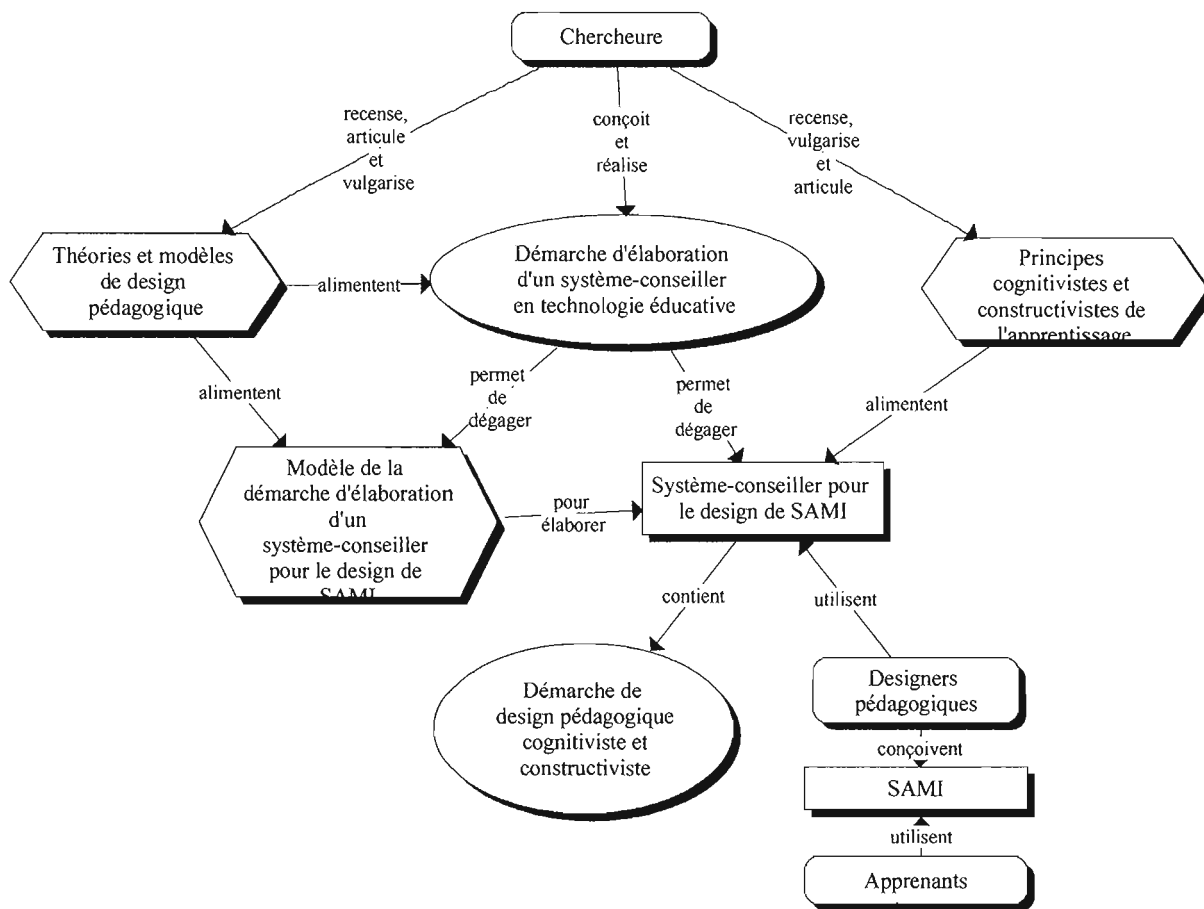 Chercheure
recense,
articule
et
vulgarise
conçoit
et
réalise
recense,
vulgarise
et
articule
Théories et modèles
de design
pédagogique
alimentent
Démarche d'élaboration
d'un système-conseiller
en technologie éducative
Principes
cognitivistes et
constructivistes de
l'apprentissage
alimentent
permet
de
dégager
permet
de
dégager
alimentent
Modèle de la
démarche d'élaboration
d'un
système-conseiller
pour le design de
SAMI
pour
élaborer
Système-conseiller pour
le design de SAMI
contient
utilisent
Démarche de
design pédagogique
cognitiviste et
constructiviste
Designers
pédagogiques
conçoivent
SAMI
utilisent
Apprenants